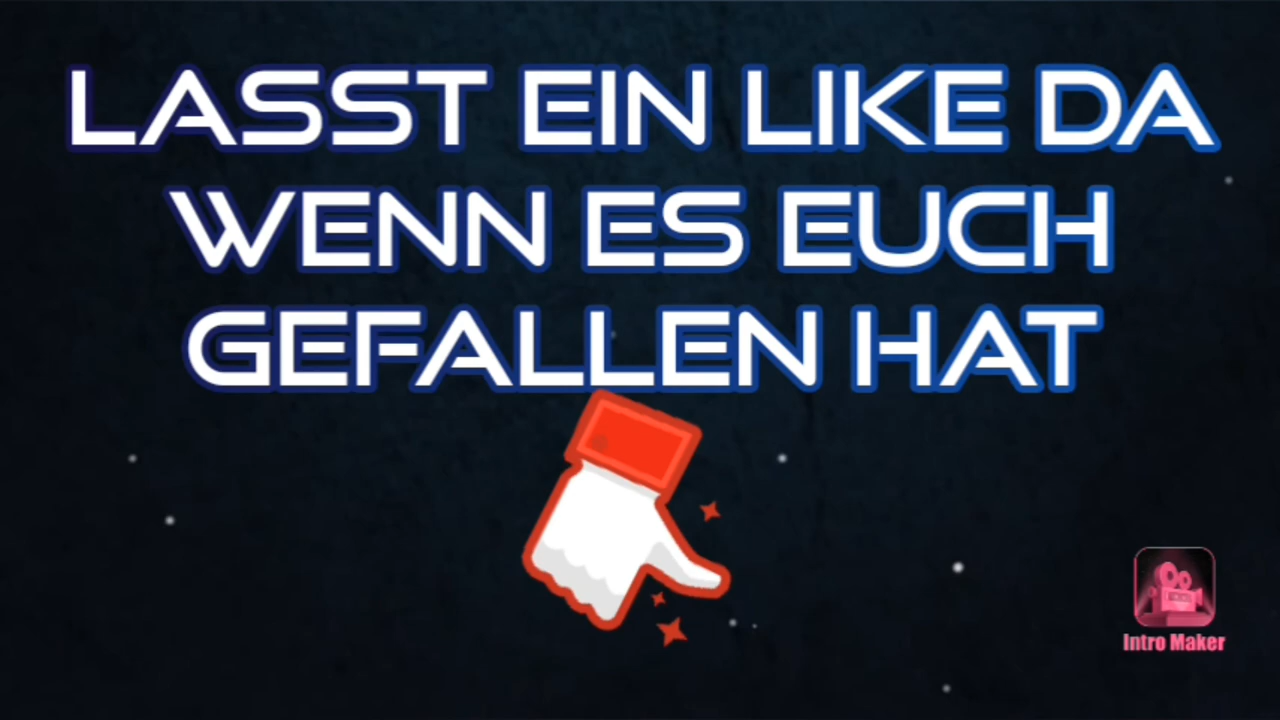 LASST EIN LIKE DA
WENN ES EUCH
GEFALLEN HAT
Intro Maker